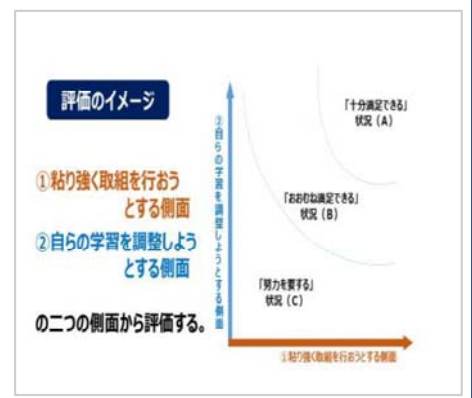 評価のイメージ
①粘り強く取組を行おう
とする側面
②自らの学習を調整しよう
とする側面
の二つの側面から評価する。
②自らの学習を調整しようとする側面
「十分満足できる」
状況（A）
「おおむね満足できる」
状況（B）
「努力を要する」
状況（C）
①粘り強く取組を行おうとする側面